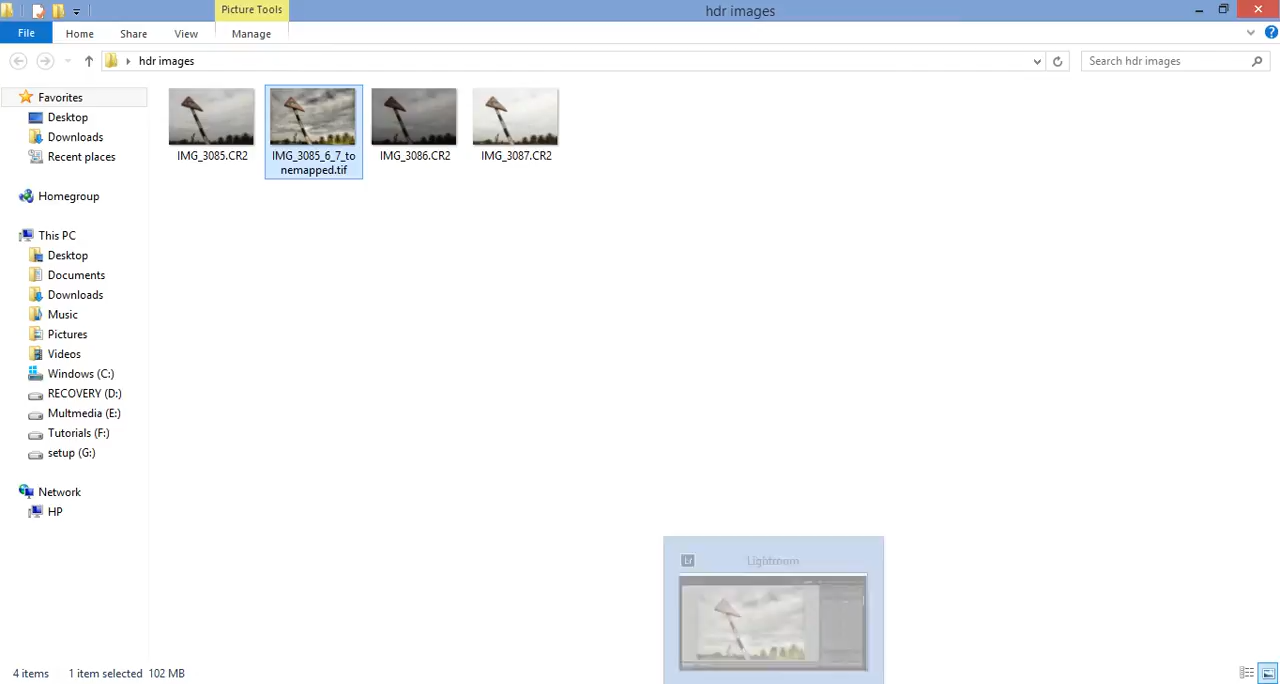 Picture Tools
hdr images
File
Home
Share
View
Manage
hdr images
Search hdr images
Favorites
Desktop
Downloads
Recent places
Homegroup
This PC
Desktop
Documents
Downloads
Music
Pictures
Videos
Windows (C:)
RECOVERY (D:)
Multmedia (E:)
Tutorials (F:)
setup (G:)
Network
HP
IMG_3085.CR2
IMG_3085_6_7_to
nemapped.tif
IMG_3086.CR2
IMG_3087.CR2
Lr
Lightroom
4 items
1 item selected 102 MB